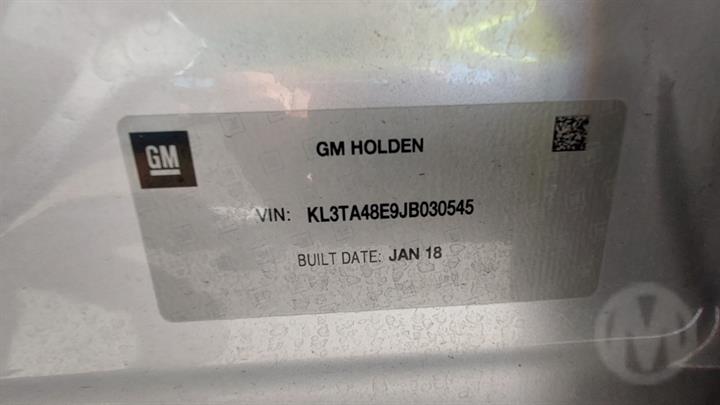 GM
GM HOLDEN
VIN: KL3TA48E9JB030545
BUILT DATE: JAN 18
M